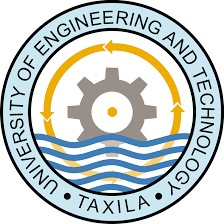 UNIVERSITY OF ENGINEERING AND TECHNOLOGY
• TAXILA •